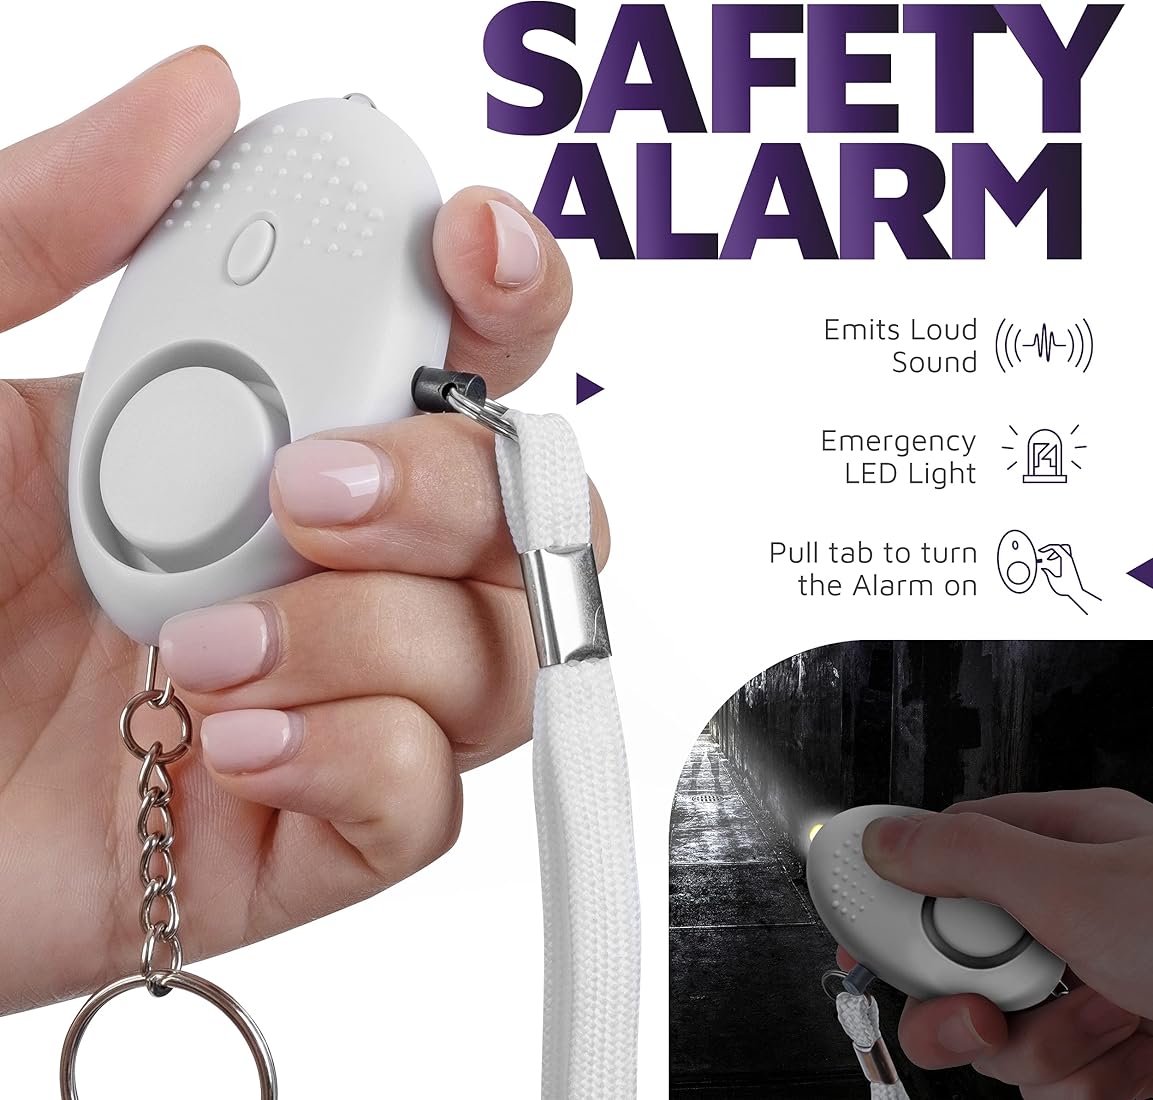 SAFETY
ALARM
Emits Loud
Sound
Emergency
LED Light
Pull tab to turn
the Alarm on